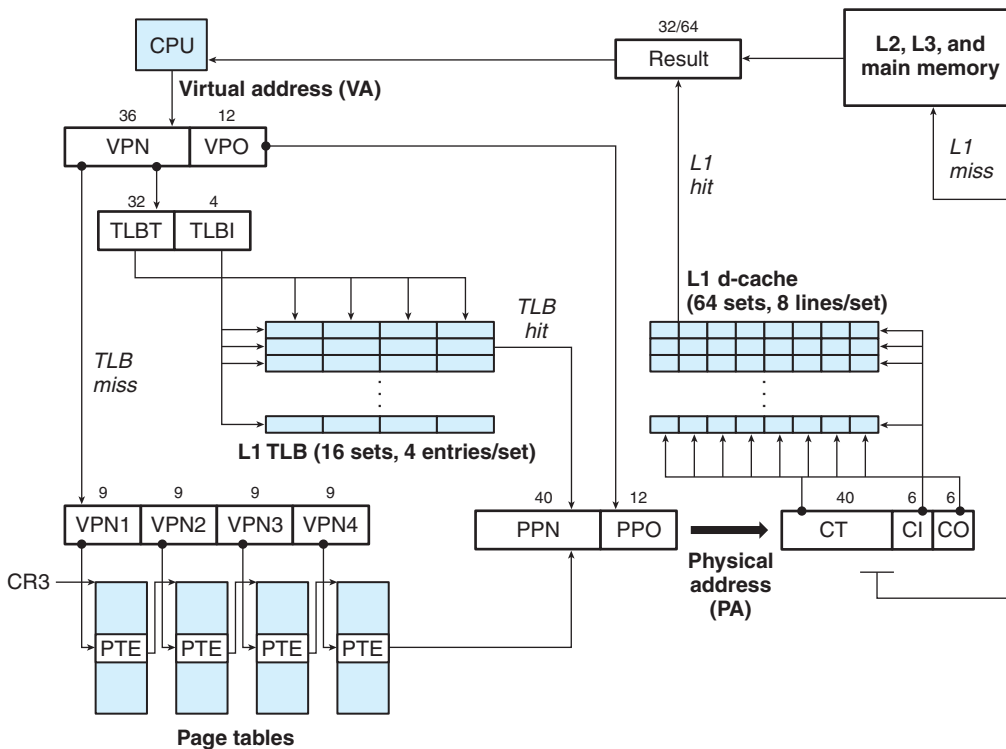 CPU
32/64
Result
L2, L3, and
main memory
Virtual address (VA)
36
12
VPN
VPO
L1
hit
L1
miss
32
4
TLBT
TLBI
L1 d-cache
(64 sets, 8 lines/set)
TLB
hit
TLB
miss
...
...
L1 TLB (16 sets, 4 entries/set)
9
9
9
9
VPN1
VPN2
VPN3
VPN4
40
12
PPN
PPO
40
6
6
CT
CI
CO
Physical
address
(PA)
CR3
PTE
PTE
PTE
PTE
Page tables